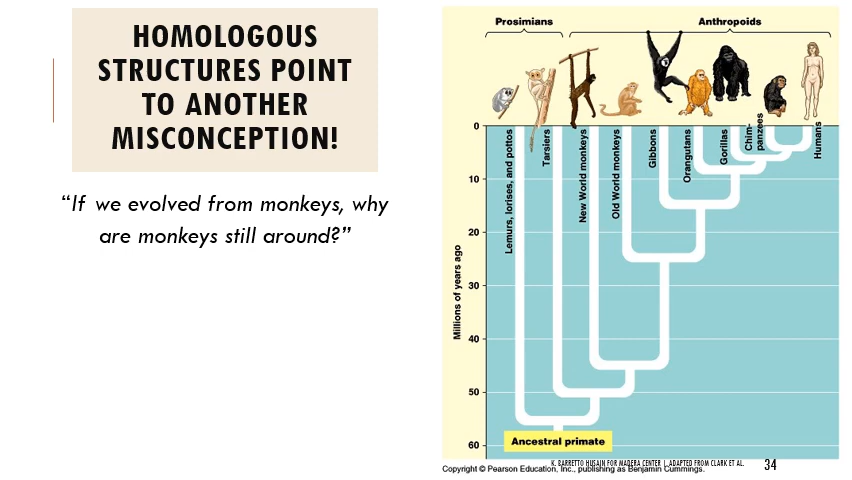 HOMOLOGOUS
STRUCTURES POINT
TO ANOTHER
MISCONCEPTION!
“If we evolved from monkeys, why
are monkeys still around?”
Prosimians
Anthropoids
Lemurs, lorises, and pottos
Tarsiers
New World monkeys
Old World monkeys
Gibbons
Orangutans
Gorillas
Chim-
panzees
Humans
Millions of years ago
0
10
20
30
40
50
60
Ancestral primate
K. BARRETTO HUSAIN FOR MADERA CENTER | ADAPTED FROM CLARK ET AL.
34
Copyright © Pearson Education, Inc., publishing as Benjamin Cummings.